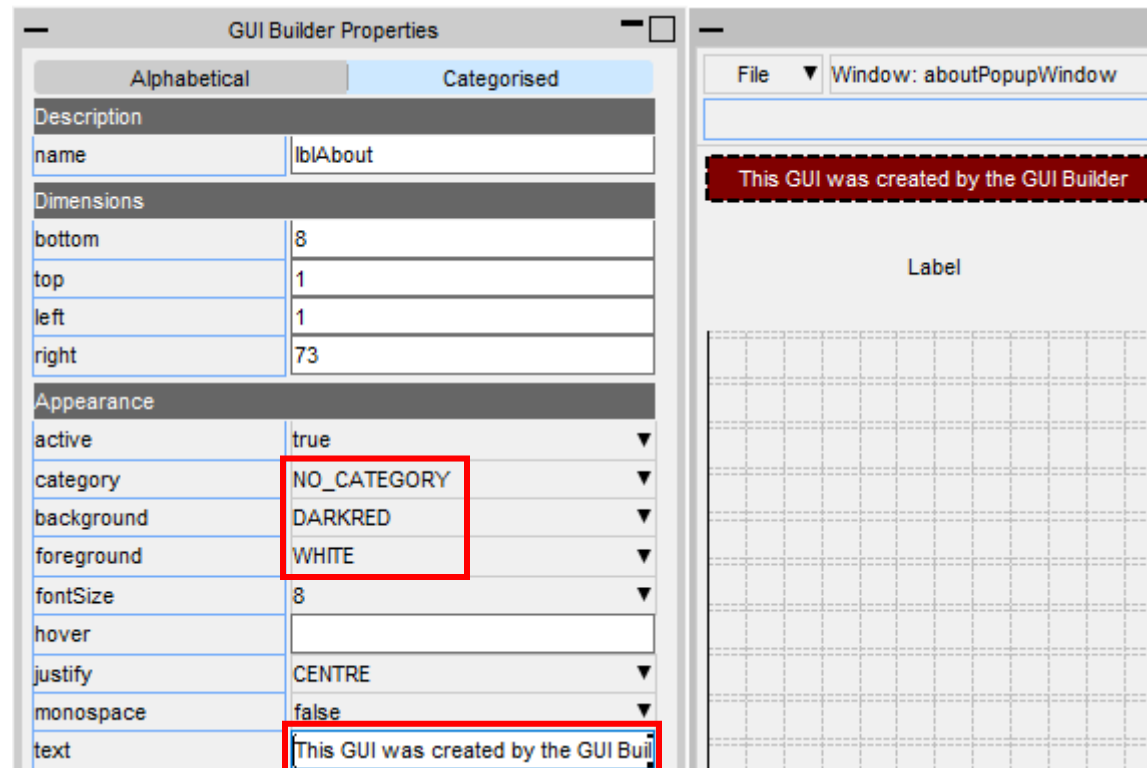 GUI Builder Properties
Alphabetical Categorised
Description
name lblAbout
Dimensions
bottom 8
top 1
left 1
right 73
Appearance
active true
category NO_CATEGORY
background DARKRED
foreground WHITE
fontSize 8
hover
justify CENTRE
monospace false
text This GUI was created by the GUI Buil
File Window: aboutPopupWindow
This GUI was created by the GUI Builder
Label